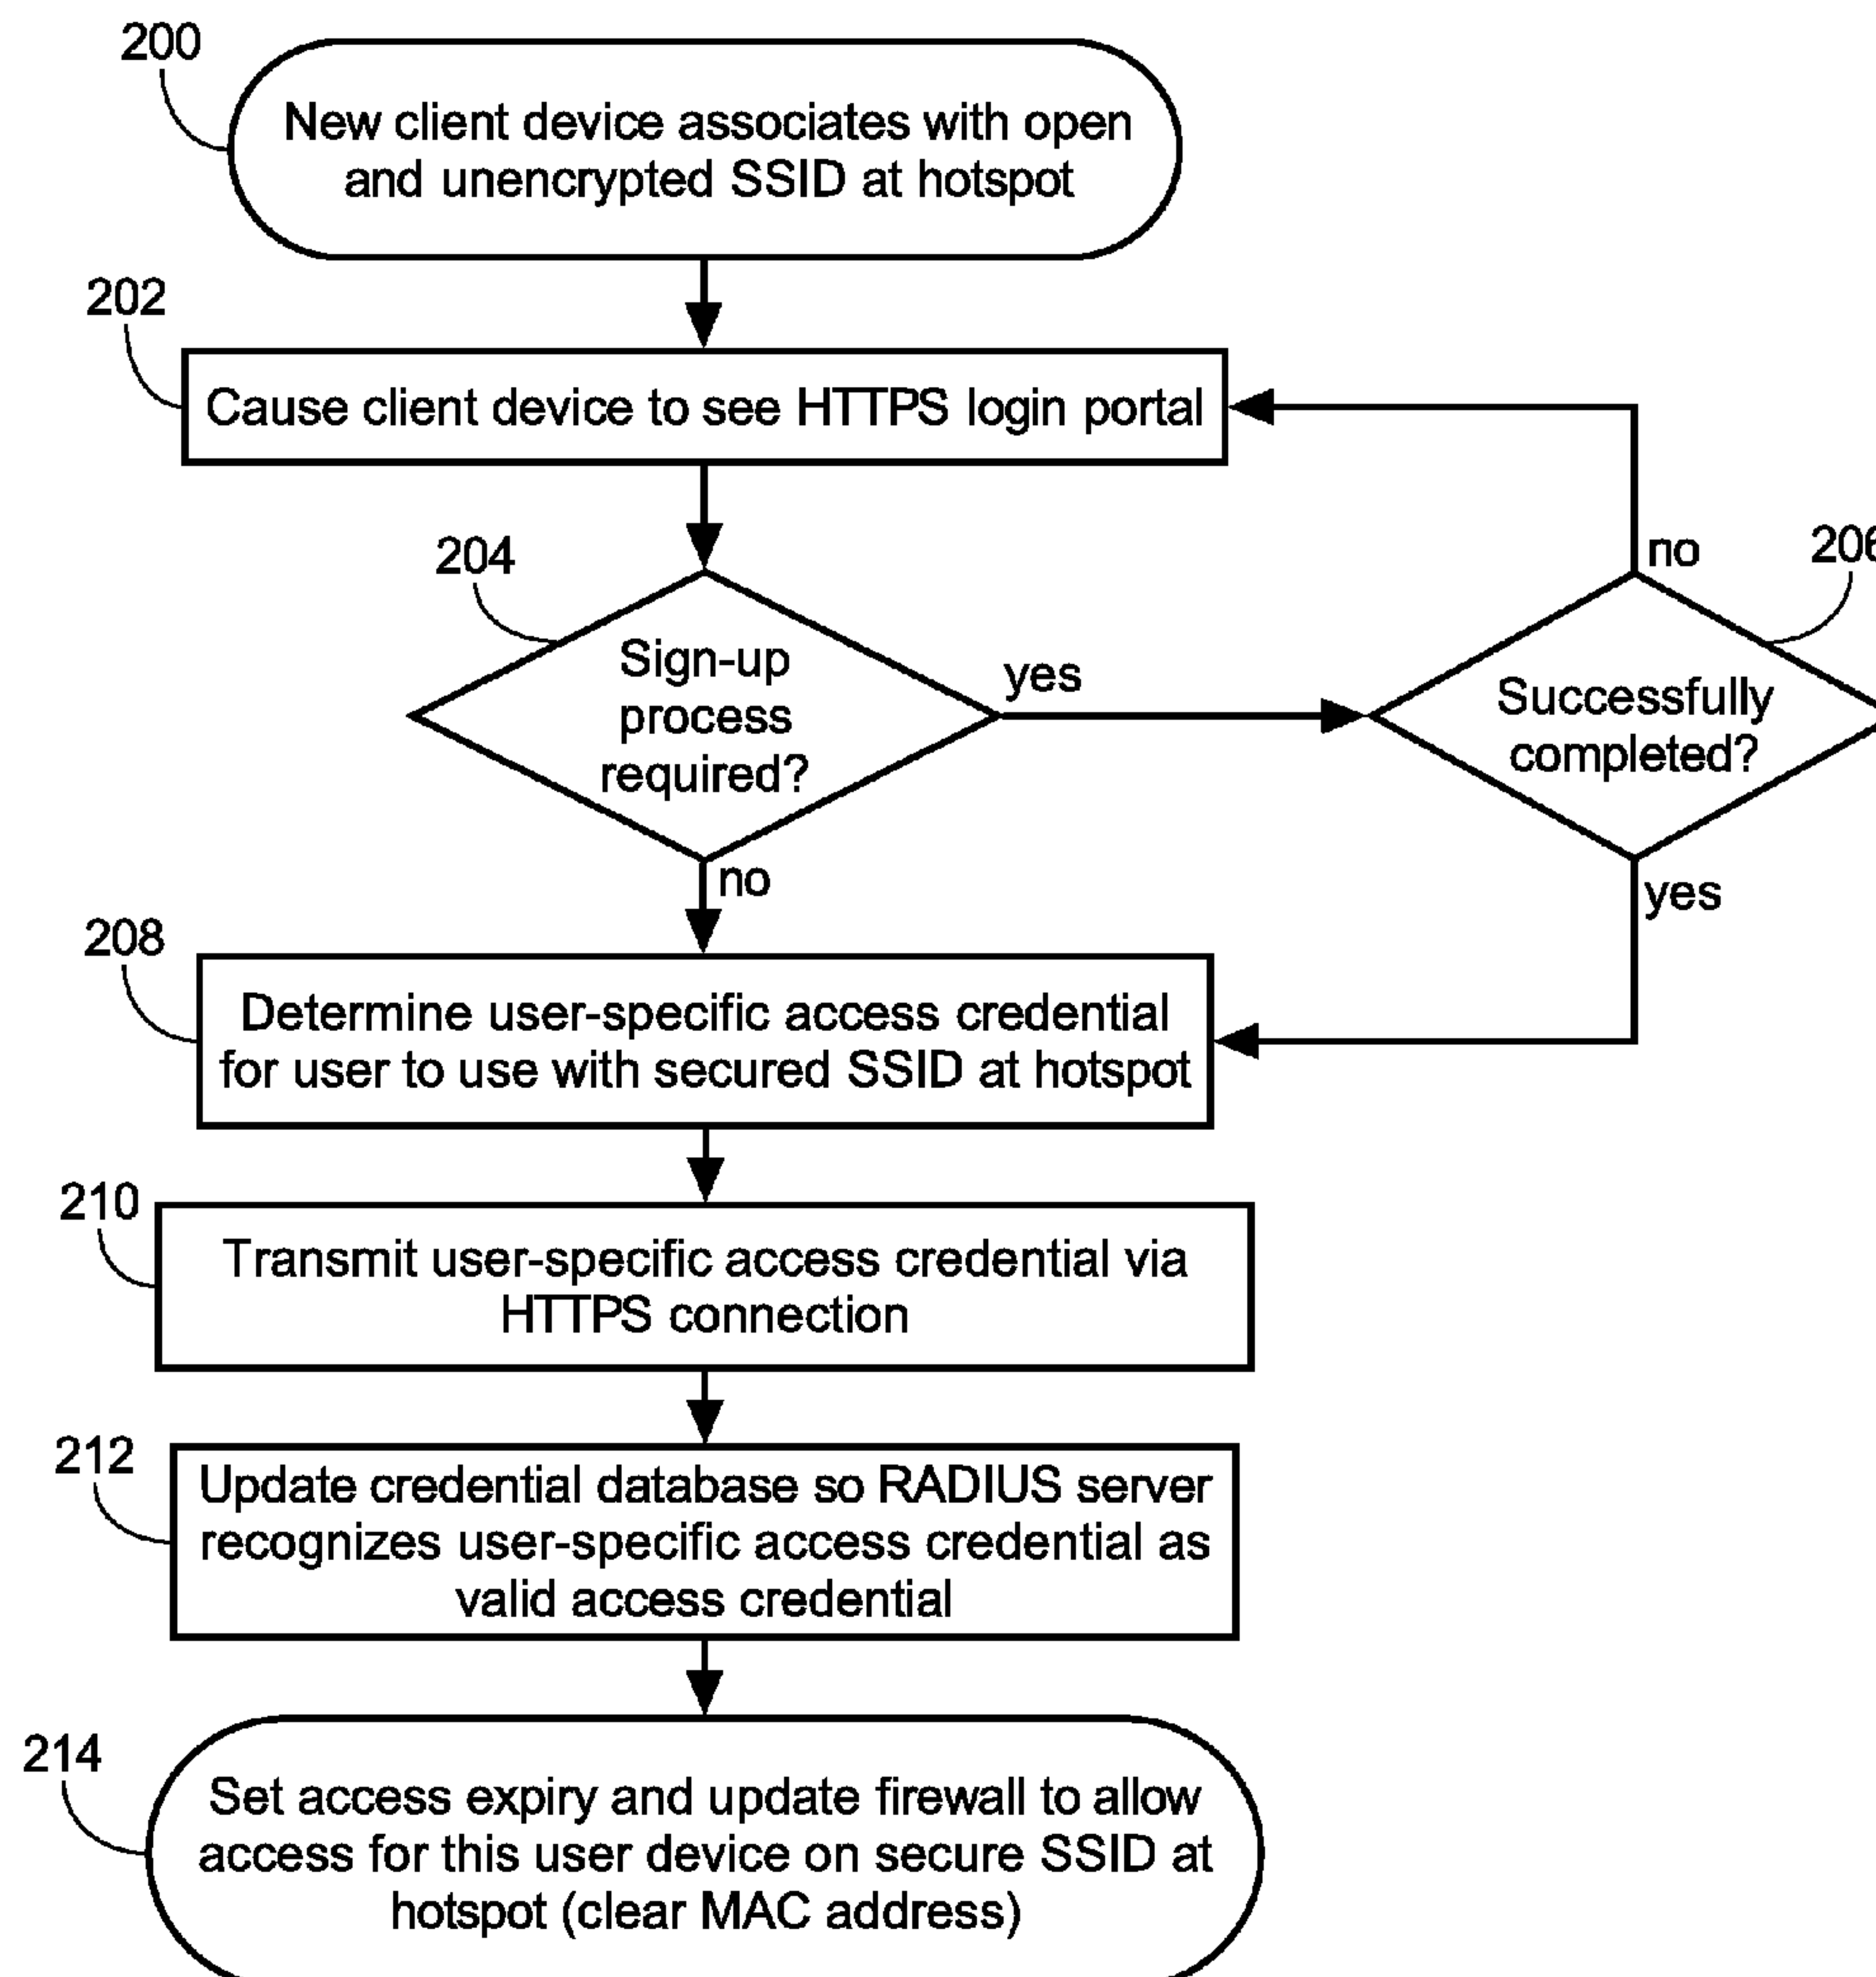 200
New client device associates with open
and unencrypted SSID at hotspot
202
Cause client device to see HTTPS login portal
204
Sign-up
process
required?
yes
no
206
Successfully
completed?
no
yes
208
Determine user-specific access credential
for user to use with secured SSID at hotspot
210
Transmit user-specific access credential via
HTTPS connection
212
Update credential database so RADIUS server
recognizes user-specific access credential as
valid access credential
214
Set access expiry and update firewall to allow
access for this user device on secure SSID at
hotspot (clear MAC address)